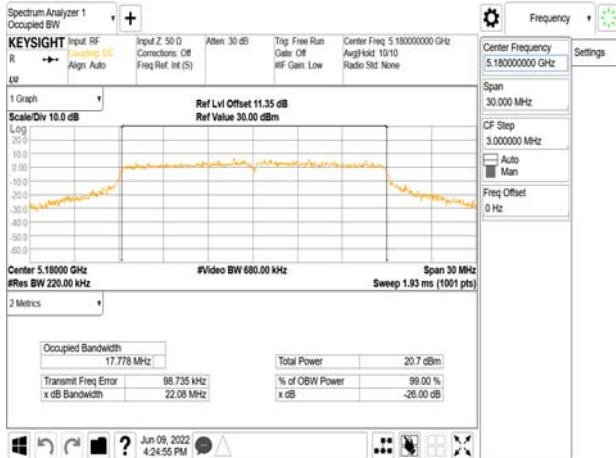 Spectrum Analyzer 1
Occupied BW
KEYSIGHT
R
Input: RF
Coupling: DC
Align: Auto
Input Z: 50 Ω
Corrections: Off
Freq Ref: Int (S)
Atten: 30 dB
Trig: Free Run
Gate: Off
#IF Gain: Low
Center Freq: 5.180000000 GHz
Avg|Hold: 10/10
Radio Std: None
1 Graph
Scale/Div 10.0 dB
Ref Lvl Offset 11.35 dB
Ref Value 30.00 dBm
Log
20.0
10.0
0.00
-10.0
-20.0
-30.0
-40.0
-50.0
-60.0
Center 5.18000 GHz
#Res BW 220.00 kHz
#Video BW 680.00 kHz
Span 30 MHz
Sweep 1.93 ms (1001 pts)
2 Metrics
Occupied Bandwidth
17.778 MHz
Transmit Freq Error 98.735 kHz
x dB Bandwidth 22.08 MHz
Total Power 20.7 dBm
% of OBW Power 99.00 %
x dB -26.00 dB
Jun 09, 2022
4:24:55 PM
Frequency
Settings
Center Frequency
5.180000000 GHz
Span
30.000 MHz
CF Step
3.000000 MHz
Auto
Man
Freq Offset
0 Hz